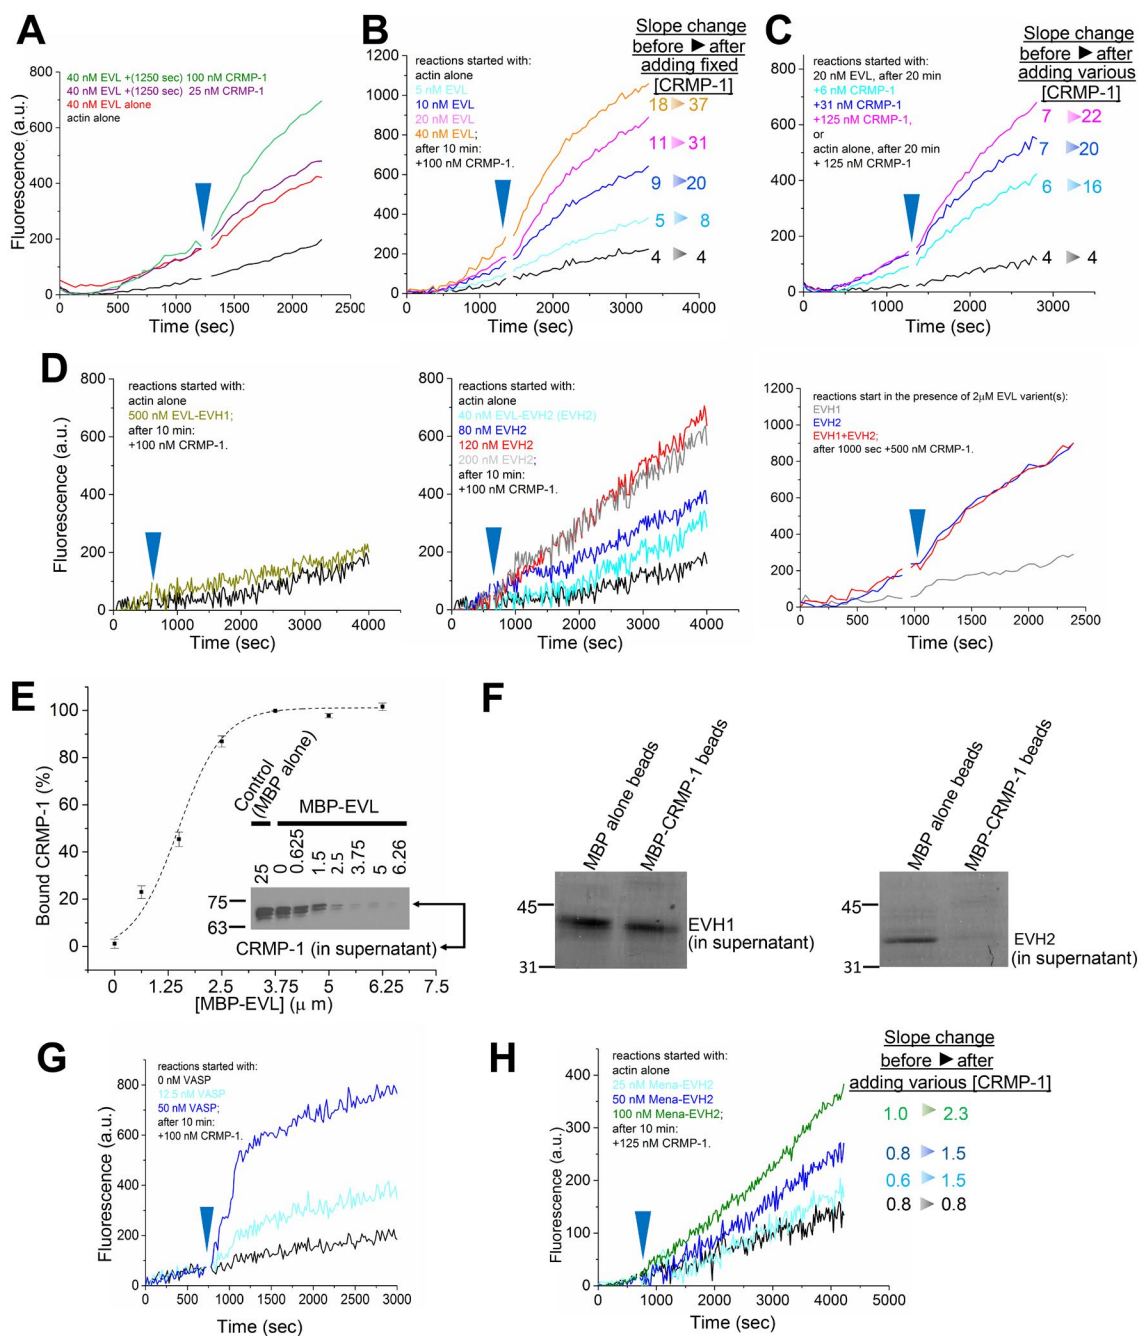 A
40 nM EVL +(1250 sec) 100 nM CRMP-1
40 nM EVL +(1250 sec) 25 nM CRMP-1
40 nM EVL alone
actin alone
Fluorescence (a.u.)
800
600
400
200
0
0 500 1000 1500 2000 2500
Time (sec)
B
reactions started with:
actin alone
5 nM EVL
10 nM EVL
20 nM EVL
40 nM EVL;
after 10 min:
+100 nM CRMP-1.
Slope change
before ► after
adding fixed
[CRMP-1]
18 ► 37
11 ► 31
9 ► 20
5 ► 8
4 ► 4
1200
1000
800
600
400
200
0
0 1000 2000 3000 4000
Time (sec)
C
reactions started with:
20 nM EVL, after 20 min
+6 nM CRMP-1
+31 nM CRMP-1
+125 nM CRMP-1,
or
actin alone, after 20 min
+ 125 nM CRMP-1
Slope change
before ► after
adding various
[CRMP-1]
7 ► 22
7 ► 20
6 ► 16
4 ► 4
800
600
400
200
0
0 1000 2000 3000
Time (sec)
D
reactions started with:
actin alone
500 nM EVL-EVH1;
after 10 min:
+100 nM CRMP-1.
Fluorescence (a.u.)
800
600
400
200
0
0 1000 2000 3000 4000
Time (sec)
reactions started with:
actin alone
40 nM EVL-EVH2 (EVH2)
80 nM EVH2
120 nM EVH2
200 nM EVH2;
after 10 min:
+100 nM CRMP-1.
800
600
400
200
0
0 1000 2000 3000 4000
Time (sec)
reactions start in the presence of 2μM EVL varient(s):
EVH1
EVH2
EVH1+EVH2;
after 1000 sec +500 nM CRMP-1.
1200
1000
800
600
400
200
0
0 500 1000 1500 2000 2500
Time (sec)
E
Bound CRMP-1 (%)
100
80
60
40
20
0
0 1.25 2.5 3.75 5 6.25 7.5
[MBP-EVL] (μ m)
Control
(MBP alone)
MBP-EVL
25 0 0.625 1.5 2.5 3.75 5 6.26
75
63
CRMP-1 (in supernatant)
F
MBP alone beads
MBP-CRMP-1 beads
45
31
EVH1
(in supernatant)
MBP alone beads
MBP-CRMP-1 beads
45
31
EVH2
(in supernatant)
G
reactions started with:
0 nM VASP
12.5 nM VASP
50 nM VASP;
after 10 min:
+100 nM CRMP-1.
Fluorescence (a.u.)
800
600
400
200
0
0 500 1000 1500 2000 2500 3000
Time (sec)
H
reactions started with:
actin alone
25 nM Mena-EVH2
50 nM Mena-EVH2
100 nM Mena-EVH2;
after 10 min:
+125 nM CRMP-1.
Slope change
before ► after
adding various [CRMP-1]
1.0 ► 2.3
0.8 ► 1.5
0.6 ► 1.5
0.8 ► 0.8
Fluorescence (a.u.)
400
300
200
100
0
0 1000 2000 3000 4000 5000
Time (sec)